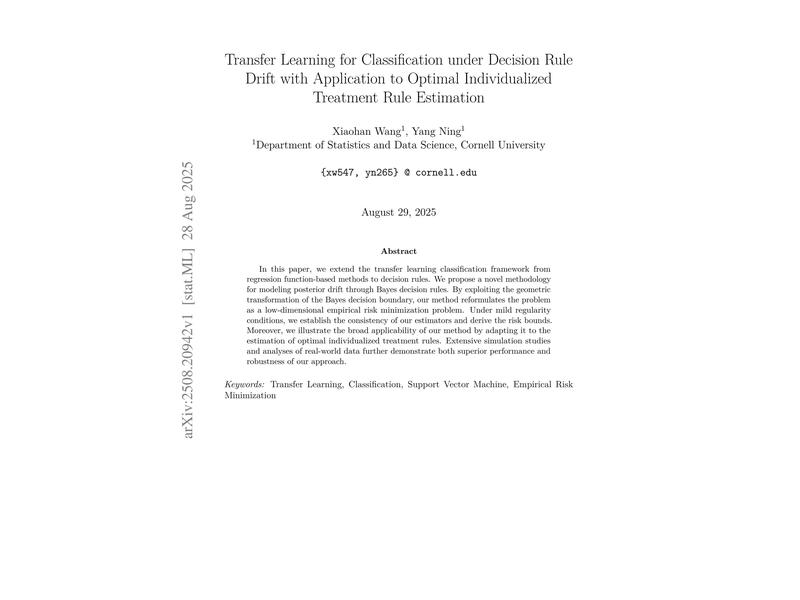 Transfer Learning for Classification under Decision Rule
Drift with Application to Optimal Individualized
Treatment Rule Estimation
Xiaohan Wang1, Yang Ning1
1Department of Statistics and Data Science, Cornell University
{xw547, yn265} @ cornell.edu
August 29, 2025
Abstract
In this paper, we extend the transfer learning classification framework from
regression function-based methods to decision rules. We propose a novel methodology
for modeling posterior drift through Bayes decision rules. By exploiting the geometric
transformation of the Bayes decision boundary, our method reformulates the problem
as a low-dimensional empirical risk minimization problem. Under mild regularity
conditions, we establish the consistency of our estimators and derive the risk bounds.
Moreover, we illustrate the broad applicability of our method by adapting it to the
estimation of optimal individualized treatment rules. Extensive simulation studies
and analyses of real-world data further demonstrate both superior performance and
robustness of our approach.
Keywords: Transfer Learning, Classification, Support Vector Machine, Empirical Risk
Minimization
arXiv:2508.20942v1 [stat.ML] 28 Aug 2025